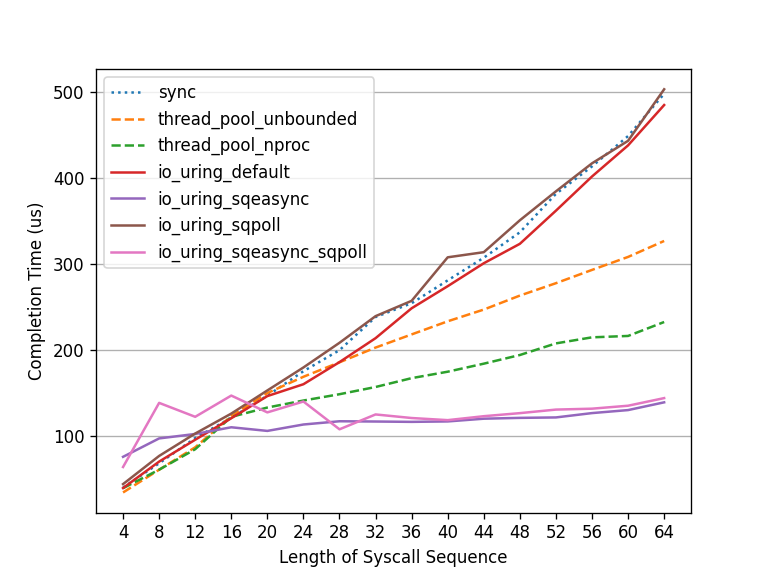 500
400
300
200
100
Completion Time (us)
sync
thread_pool_unbounded
thread_pool_nproc
io_uring_default
io_uring_sqeasync
io_uring_sqpoll
io_uring_sqeasync_sqpoll
4 8 12 16 20 24 28 32 36 40 44 48 52 56 60 64
Length of Syscall Sequence